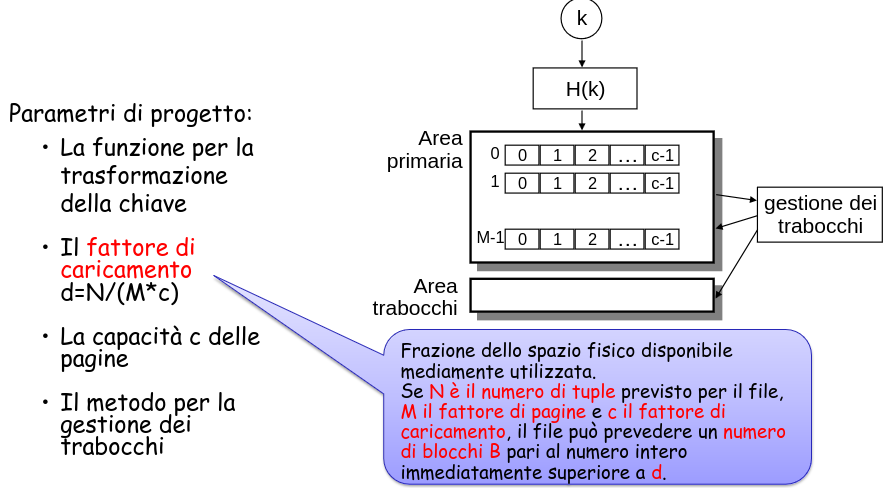 Parametri di progetto:
• La funzione per la
trasformazione
della chiave
• Il fattore di
caricamento
d=N/(M*c)
• La capacità c delle
pagine
• Il metodo per la
gestione dei
trabocchi
k
H(k)
Area
primaria
0 0 1 2 ... c-1
1 0 1 2 ... c-1
M-1 0 1 2 ... c-1
gestione dei
trabocchi
Area
trabocchi
Frazione dello spazio fisico disponibile
mediamente utilizzata.
Se N è il numero di tuple previsto per il file,
M il fattore di pagine e c il fattore di
caricamento, il file può prevedere un numero
di blocchi B pari al numero intero
immediatamente superiore a d.